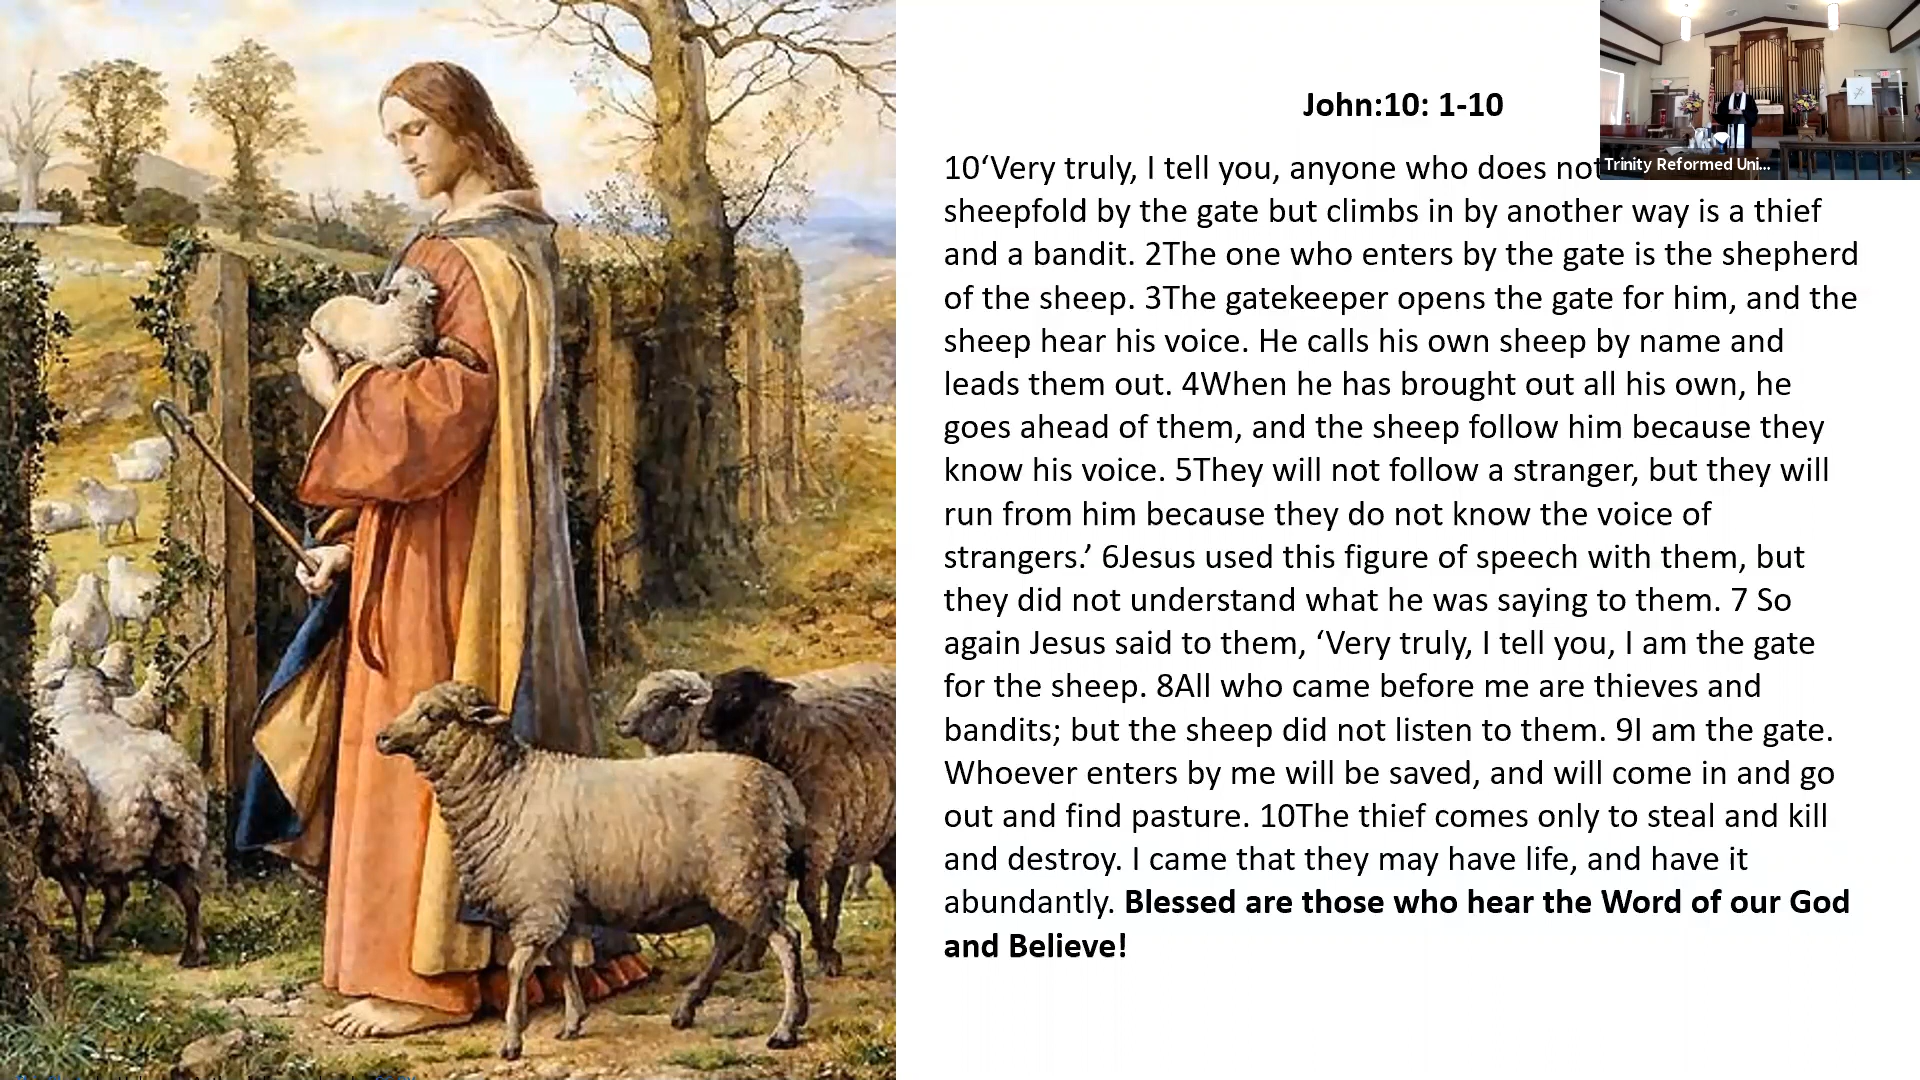 John:10: 1-10
10‘Very truly, I tell you, anyone who does not
sheepfold by the gate but climbs in by another way is a thief
and a bandit. 2The one who enters by the gate is the shepherd
of the sheep. 3The gatekeeper opens the gate for him, and the
sheep hear his voice. He calls his own sheep by name and
leads them out. 4When he has brought out all his own, he
goes ahead of them, and the sheep follow him because they
know his voice. 5They will not follow a stranger, but they will
run from him because they do not know the voice of
strangers.’ 6Jesus used this figure of speech with them, but
they did not understand what he was saying to them. 7 So
again Jesus said to them, ‘Very truly, I tell you, I am the gate
for the sheep. 8All who came before me are thieves and
bandits; but the sheep did not listen to them. 9I am the gate.
Whoever enters by me will be saved, and will come in and go
out and find pasture. 10The thief comes only to steal and kill
and destroy. I came that they may have life, and have it
abundantly. Blessed are those who hear the Word of our God
and Believe!
Trinity Reformed Uni...